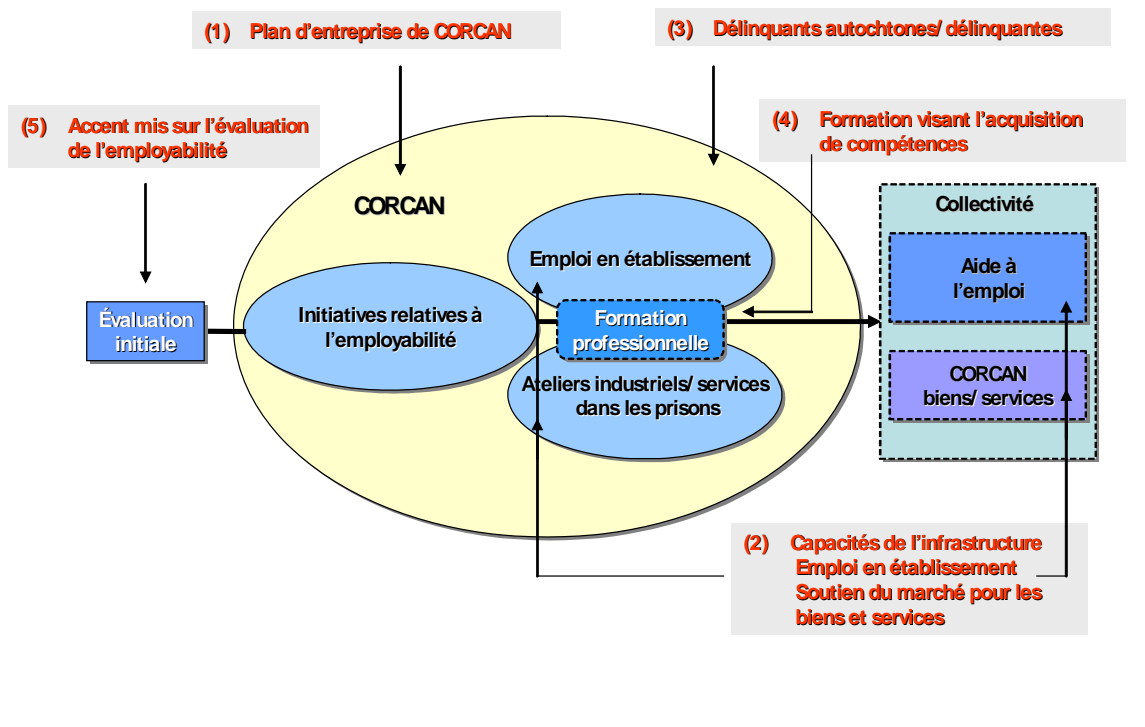 (1) Plan d'entreprise de CORCAN
(3) Délinquants autochtones/ délinquantes
(5) Accent mis sur l'évaluation
de l'employabilité
(4) Formation visant l'acquisition
de compétences
CORCAN
Collectivité
Emploi en établissement
Aide à
l'emploi
Évaluation
initiale
Initiatives relatives à
l'employabilité
Formation
professionnelle
Ateliers industriels/ services
dans les prisons
CORCAN
biens/ services
(2) Capacités de l'infrastructure
Emploi en établissement
Soutien du marché pour les
biens et services